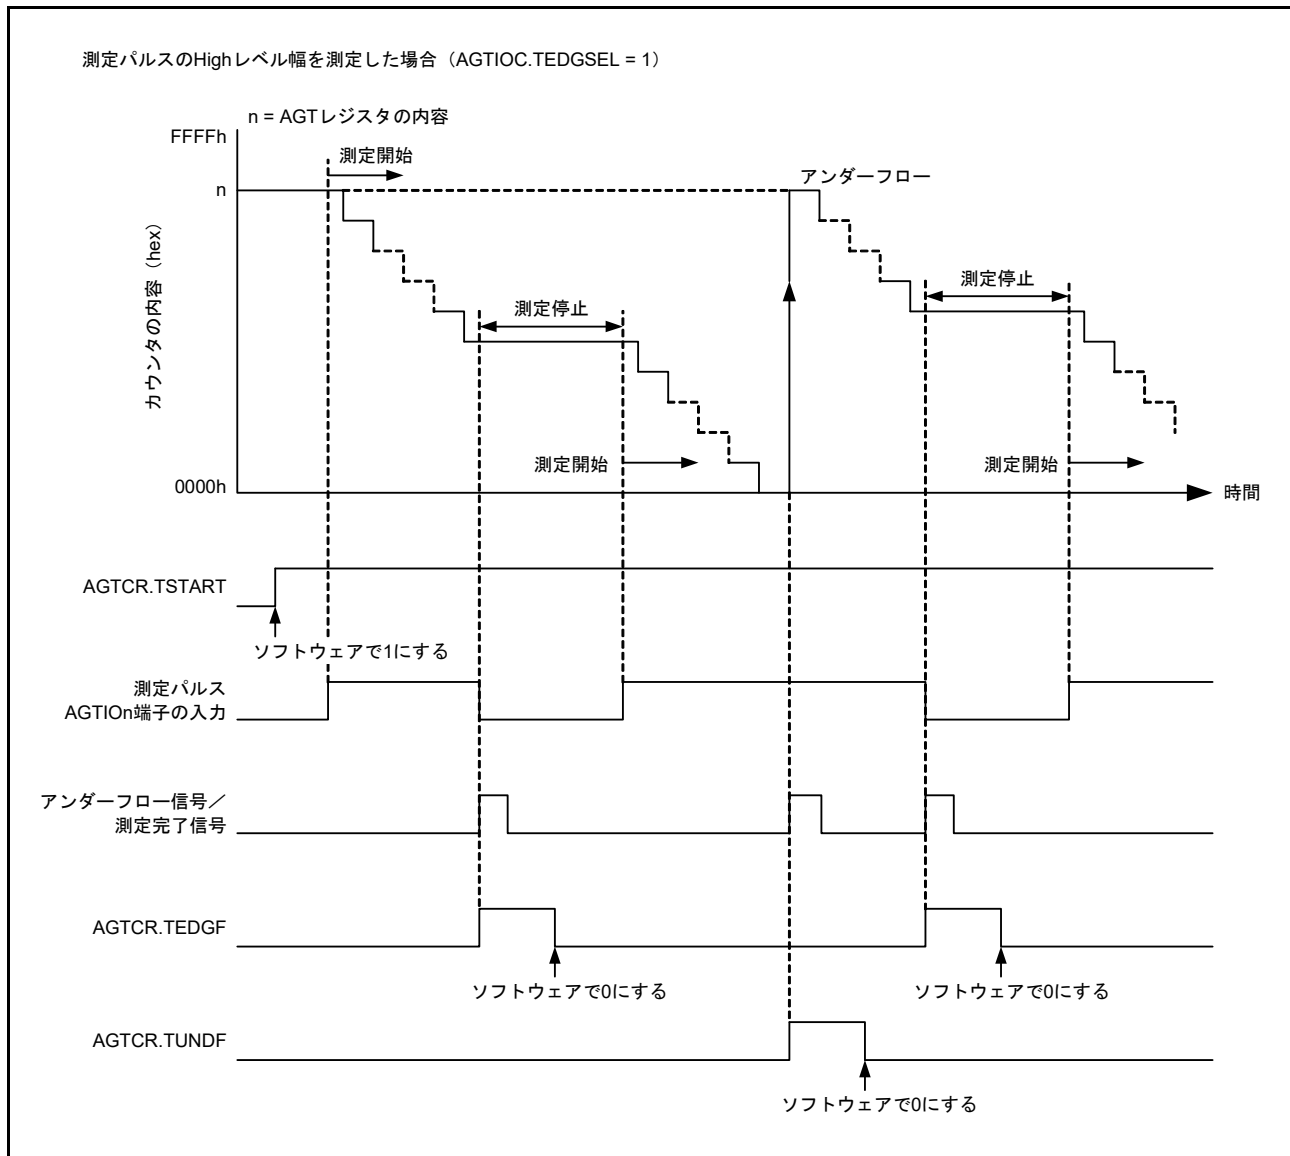 測定パルスのHighレベル幅を測定した場合（AGTIOC.TEDGSEL = 1）
n = AGTレジスタの内容
FFFFh
測定開始
n
アンダーフロー
カウンタの内容（hex）
測定停止
測定停止
測定開始
測定開始
0000h
時間
AGTCR.TSTART
ソフトウェアで1にする
測定パルス
AGTIOn端子の入力
アンダーフロー信号／
測定完了信号
AGTCR.TEDGF
ソフトウェアで0にする
ソフトウェアで0にする
AGTCR.TUNDF
ソフトウェアで0にする